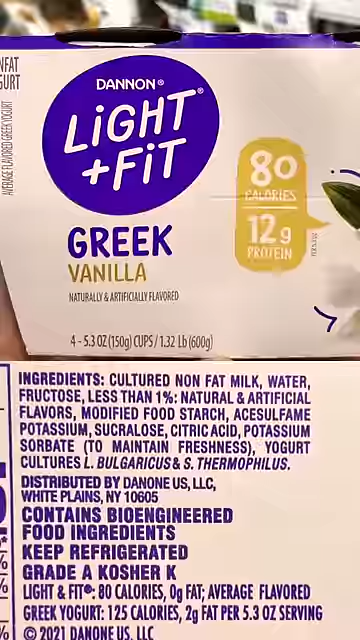 NFAT
GURT
AVERAGE FLAVORED GREEK YOGURT
DANNON®
LiGHT®
+FiT
GREEK
VANILLA
NATURALLY & ARTIFICIALLY FLAVORED
80
CALORIES
12g
PROTEIN
PER 5.3 OZ
4 - 5.3 OZ (150g) CUPS / 1.32 Lb (600g)
INGREDIENTS: CULTURED NON FAT MILK, WATER,
FRUCTOSE, LESS THAN 1%: NATURAL & ARTIFICIAL
FLAVORS, MODIFIED FOOD STARCH, ACESULFAME
POTASSIUM, SUCRALOSE, CITRIC ACID, POTASSIUM
SORBATE (TO MAINTAIN FRESHNESS), YOGURT
CULTURES L. BULGARICUS & S. THERMOPHILUS.
DISTRIBUTED BY DANONE US, LLC,
WHITE PLAINS, NY 10605
CONTAINS BIOENGINEERED
FOOD INGREDIENTS
KEEP REFRIGERATED
GRADE A KOSHER K
LIGHT & FIT®: 80 CALORIES, 0g FAT; AVERAGE FLAVORED
GREEK YOGURT: 125 CALORIES, 2g FAT PER 5.3 OZ SERVING
© 2021 DANONE US, LLC